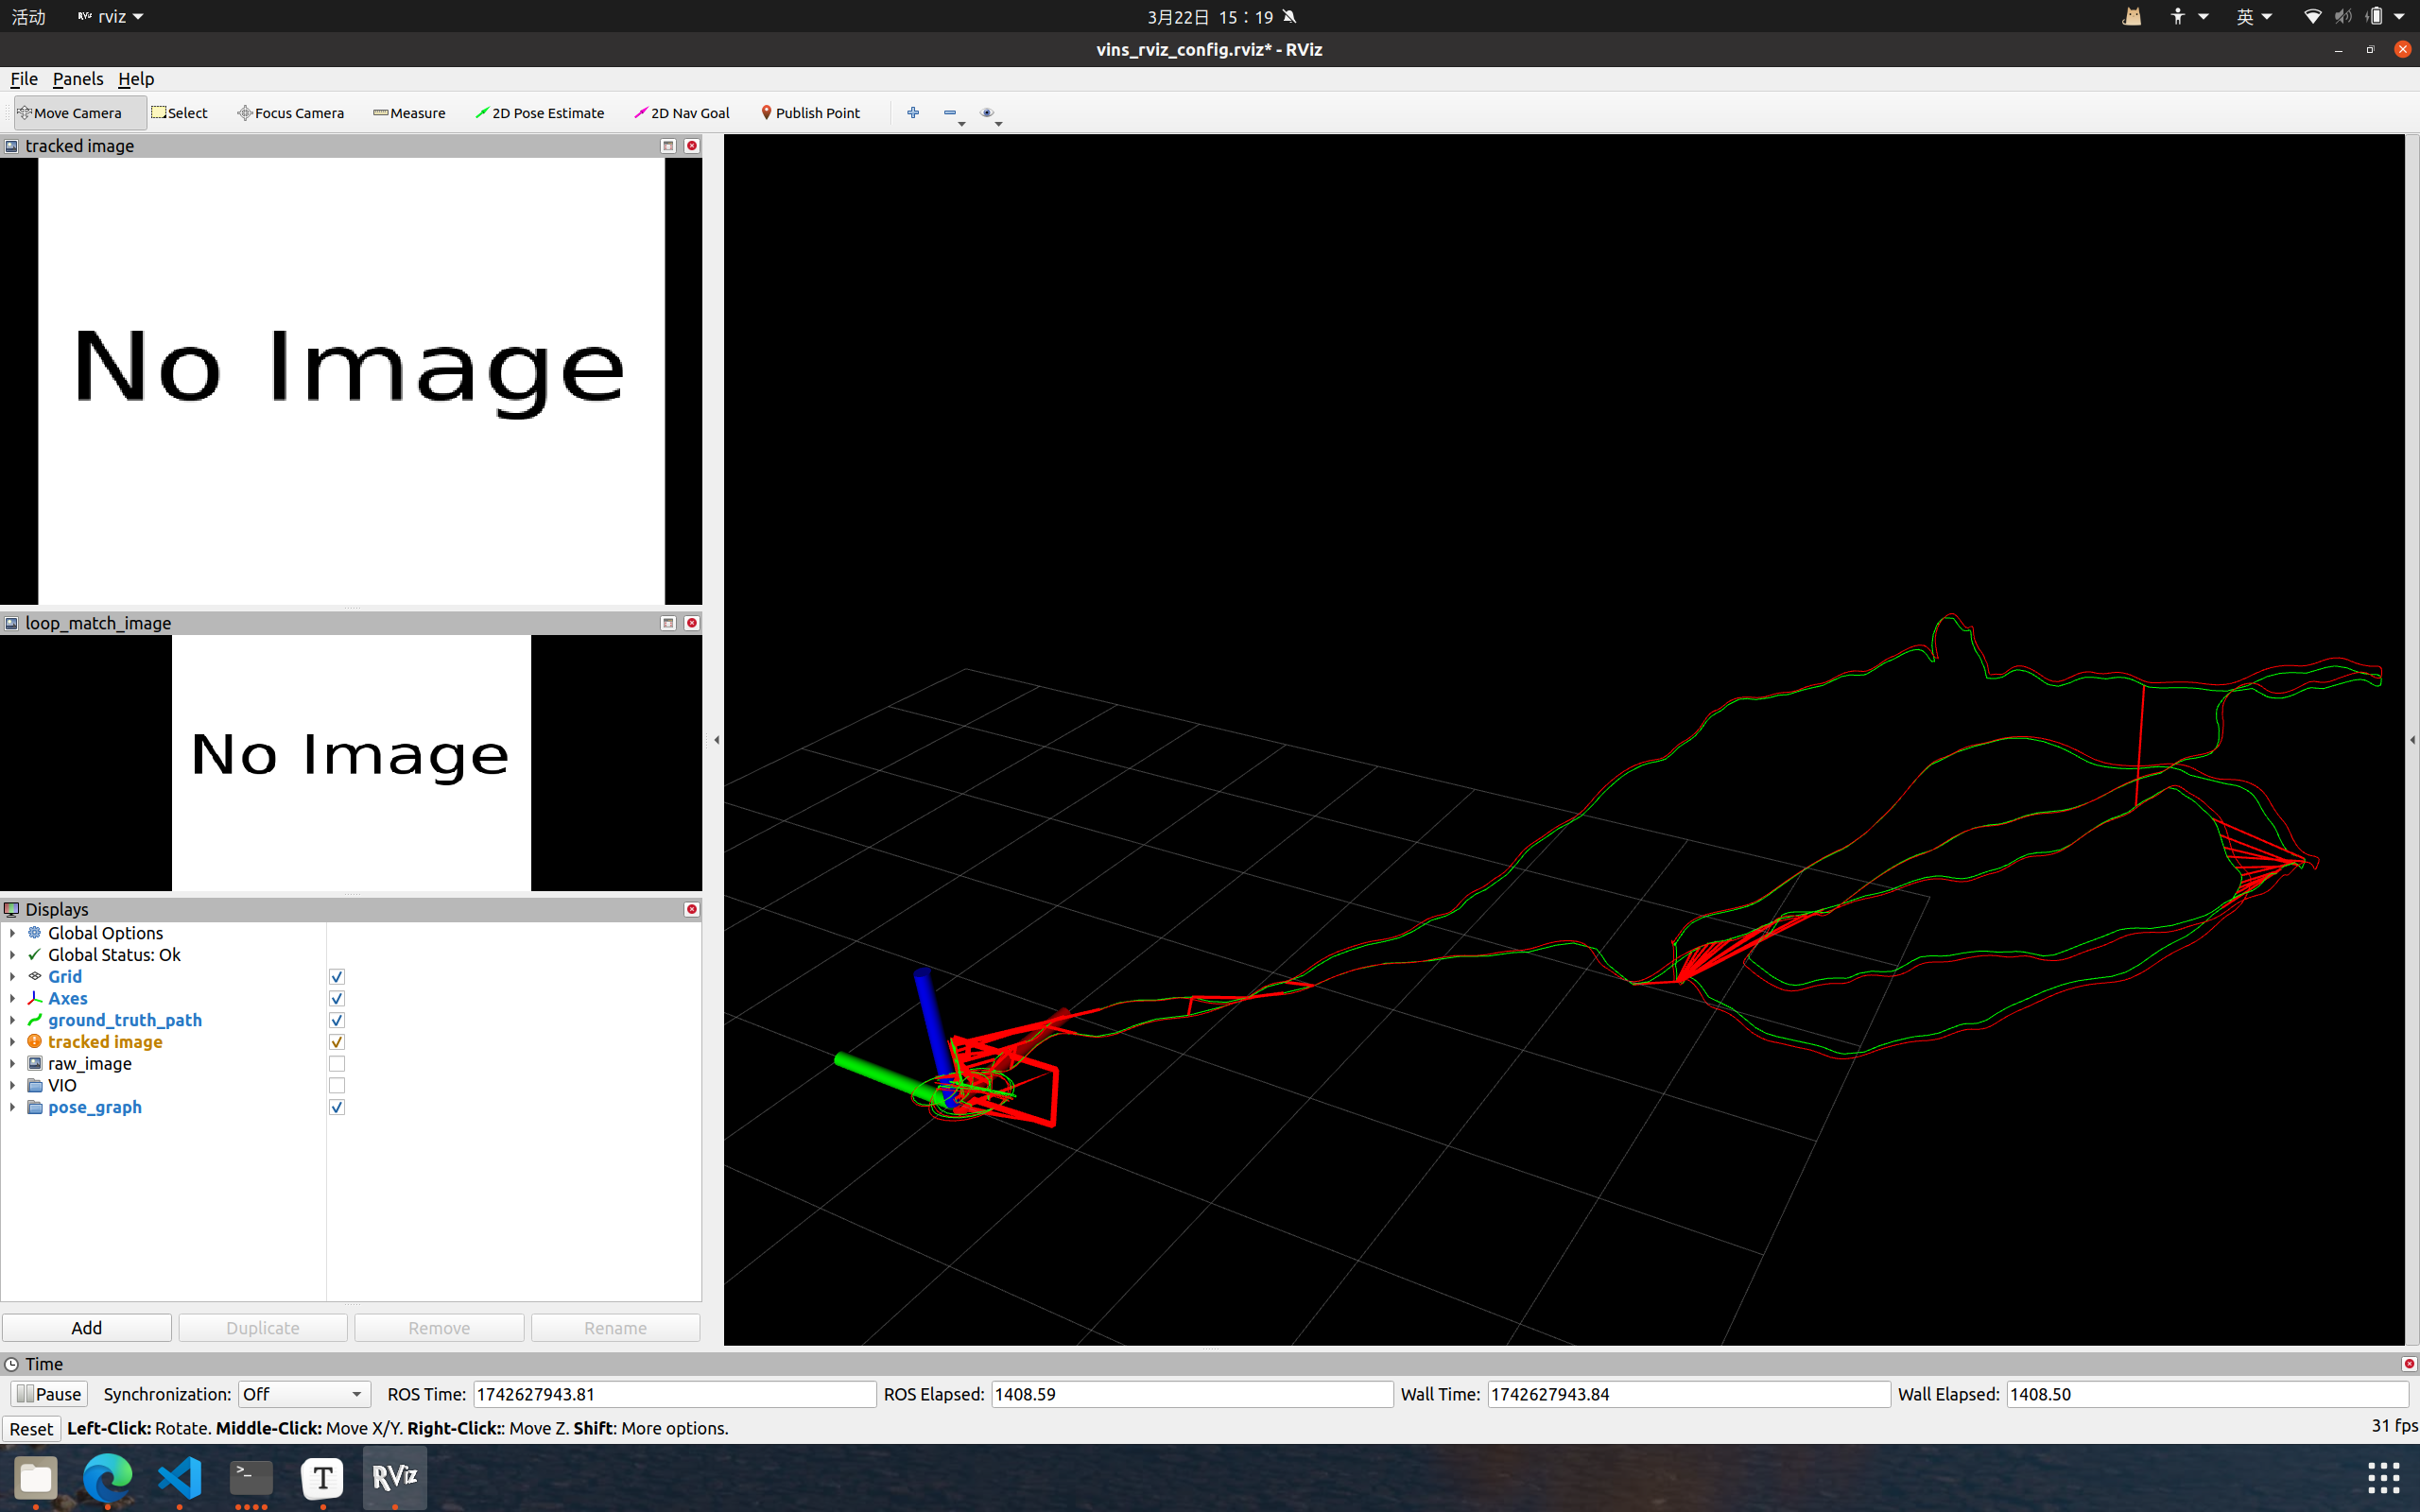 活动 RViz rviz 3月22日 15：19 英
vins_rviz_config.rviz* - RViz
File Panels Help
Move Camera Select Focus Camera Measure 2D Pose Estimate 2D Nav Goal Publish Point
tracked image
No Image
loop_match_image
No Image
Displays
Global Options
Global Status: Ok
Grid
Axes
ground_truth_path
tracked image
raw_image
VIO
pose_graph
Add Duplicate Remove Rename
Time
Pause Synchronization: Off ROS Time: 1742627943.81 ROS Elapsed: 1408.59 Wall Time: 1742627943.84 Wall Elapsed: 1408.50
Reset Left-Click: Rotate. Middle-Click: Move X/Y. Right-Click:: Move Z. Shift: More options. 31 fps
>_ T RViz